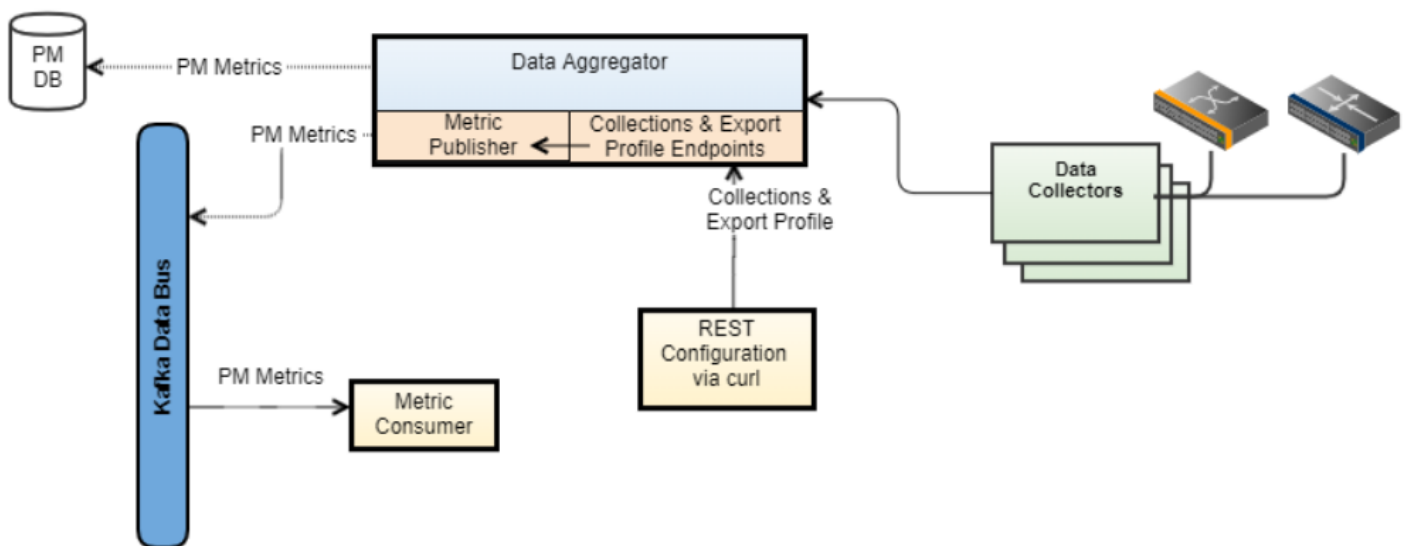 PM
DB
PM Metrics
Data Aggregator
PM Metrics
Metric
Publisher
Collections & Export
Profile Endpoints
Collections &
Export Profile
Data
Collectors
Kafka Data Bus
REST
Configuration
via curl
PM Metrics
Metric
Consumer